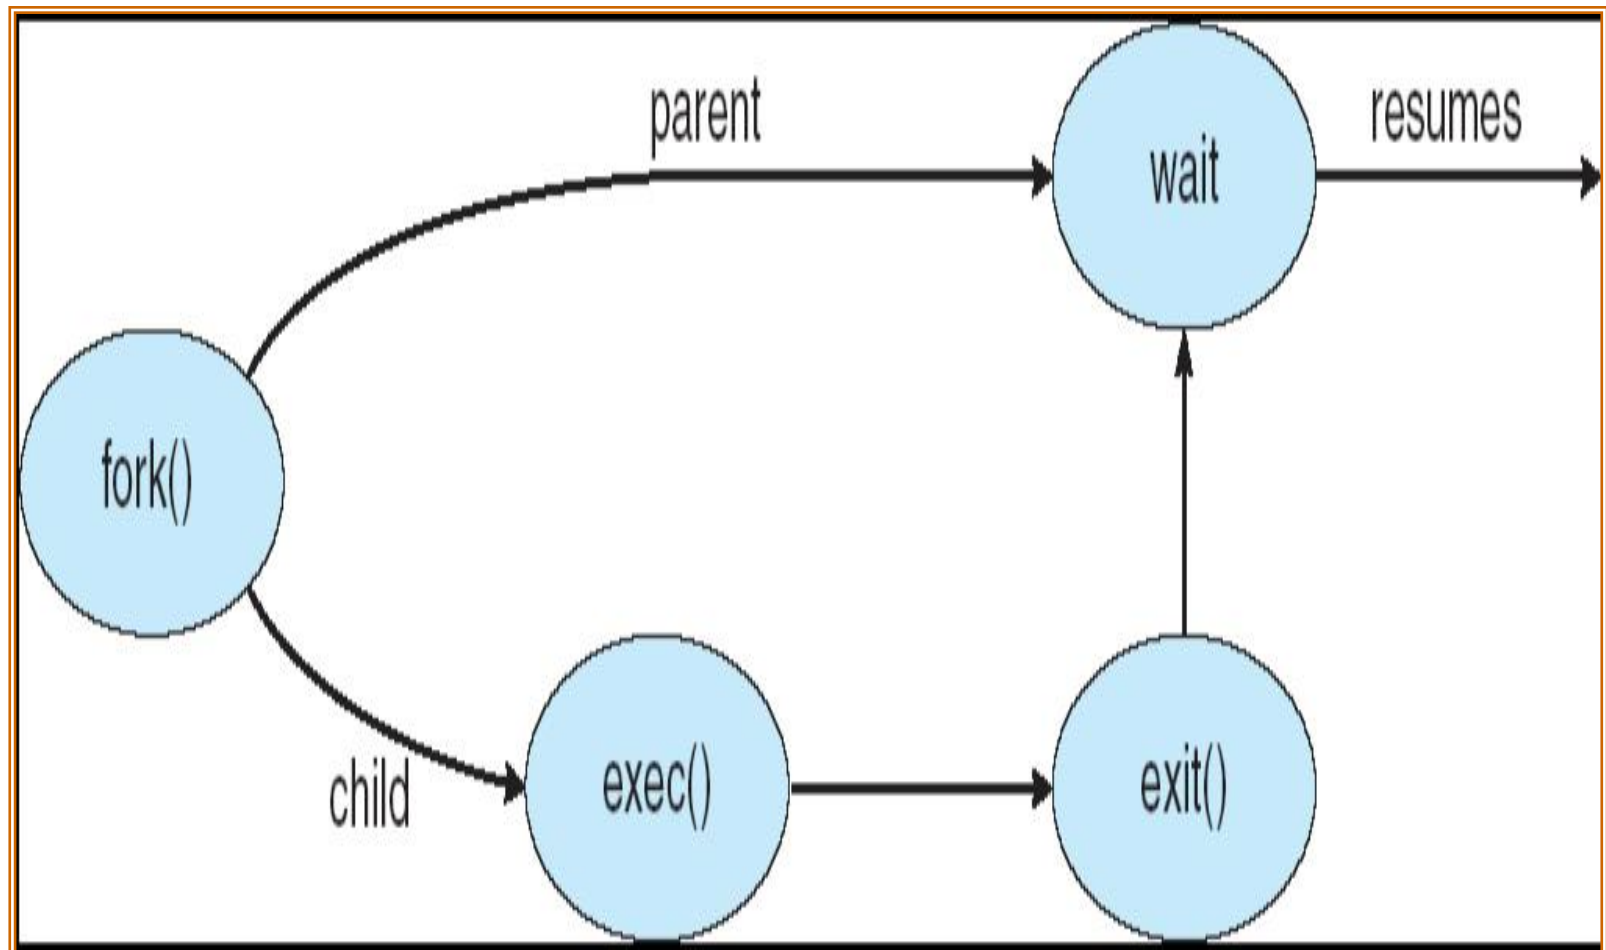 parent
resumes
wait
fork()
child
exec()
exit()